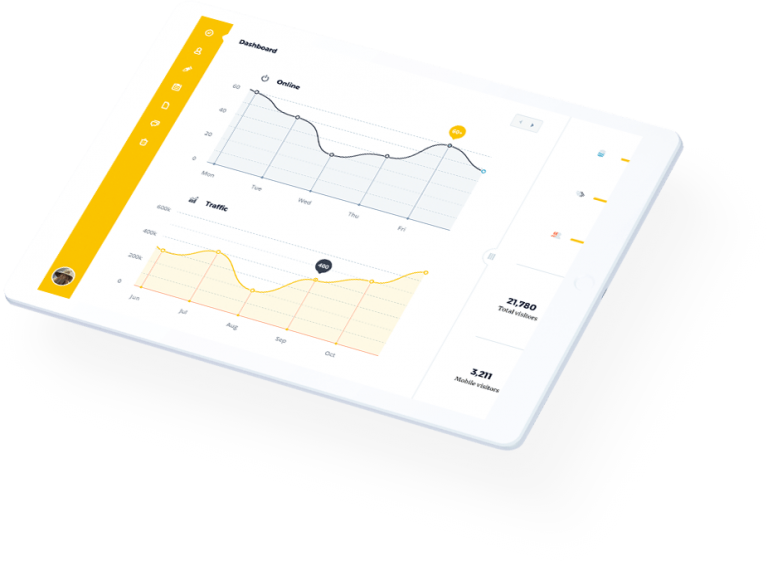 Dashboard
Online
60
40
20
0
Mon
Tue
Wed
Thu
Fri
Traffic
600k
400k
200k
0
400
Jun
Jul
Aug
Sep
Oct
21,780
Total visitors
3,211
Mobile visitors